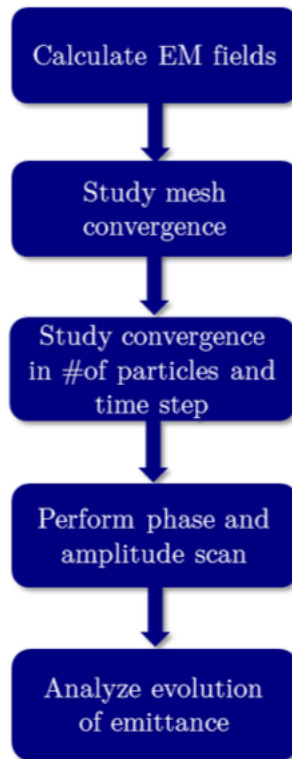 Calculate EM fields
Study mesh
convergence
Study convergence
in #of particles and
time step
Perform phase and
amplitude scan
Analyze evolution
of emittance